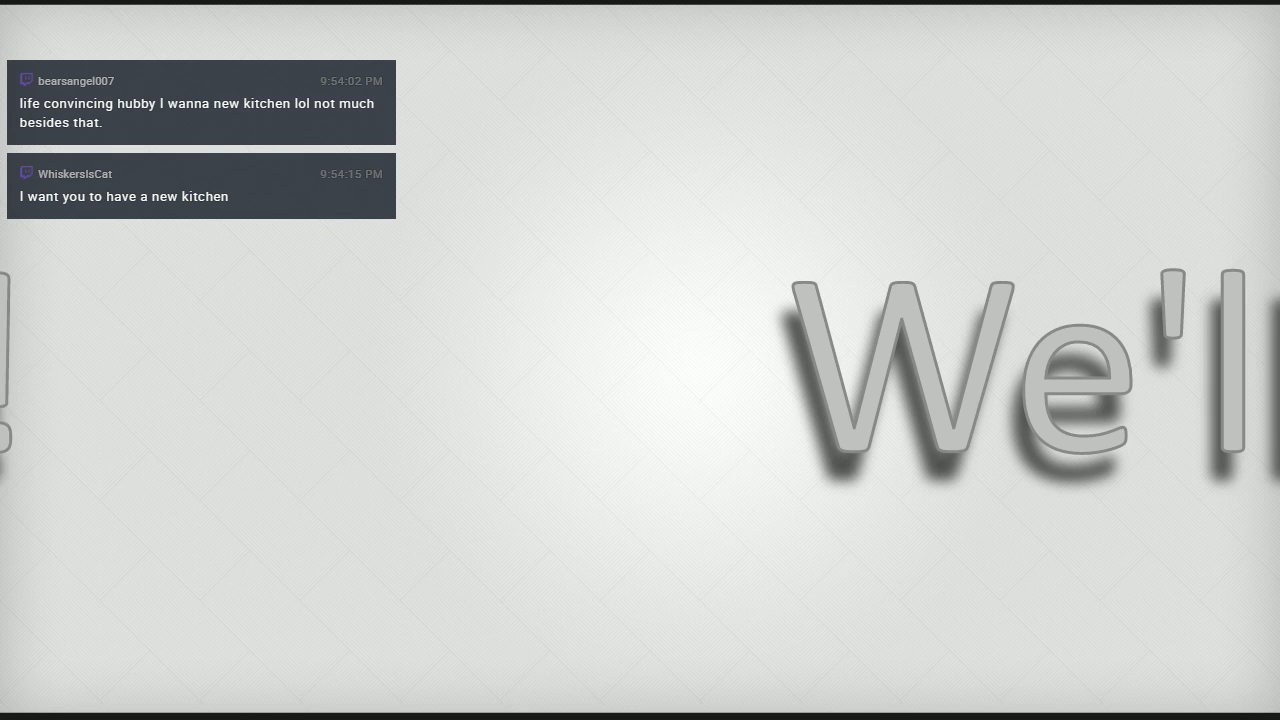 bearsangel007 9:54:02 PM
life convincing hubby I wanna new kitchen lol not much
besides that.
WhiskersIsCat 9:54:15 PM
I want you to have a new kitchen
! We'l